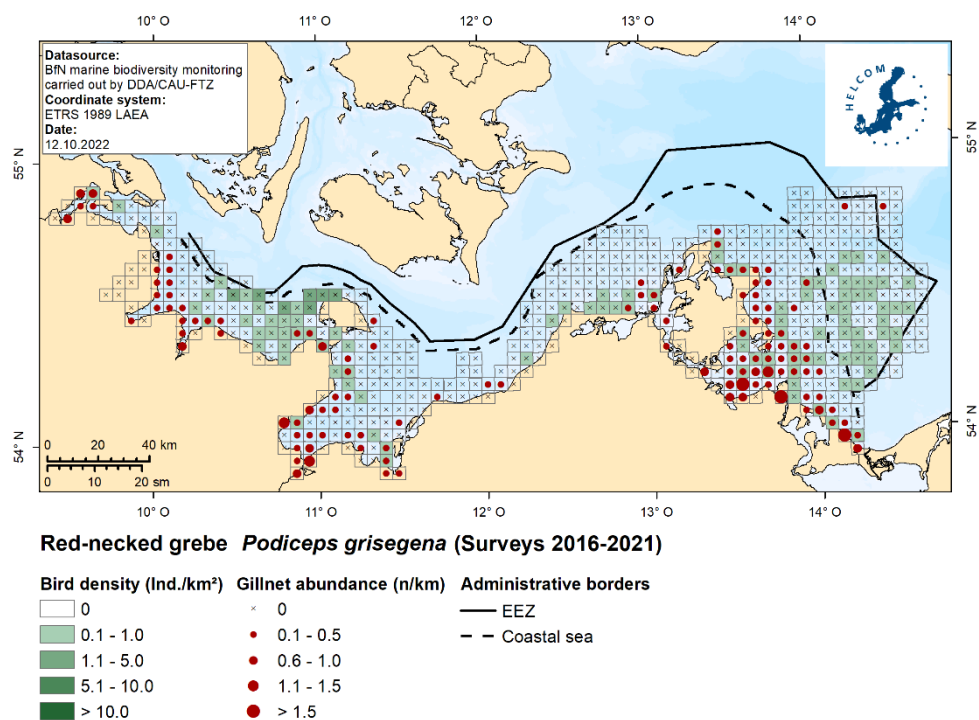 10° O 11° O 12° O 13° O 14° O
Datasource:
BfN marine biodiversity monitoring
carried out by DDA/CAU-FTZ
Coordinate system:
ETRS 1989 LAEA
Date:
12.10.2022
HELCOM
55° N
55° N
54° N
54° N
0 20 40 km
0 10 20 sm
10° O 11° O 12° O 13° O 14° O
Red-necked grebe Podiceps grisegena (Surveys 2016-2021)
Bird density (Ind./km²) Gillnet abundance (n/km) Administrative borders
0 0 EEZ
0.1 - 1.0 0.1 - 0.5 Coastal sea
1.1 - 5.0 0.6 - 1.0
5.1 - 10.0 1.1 - 1.5
> 10.0 > 1.5